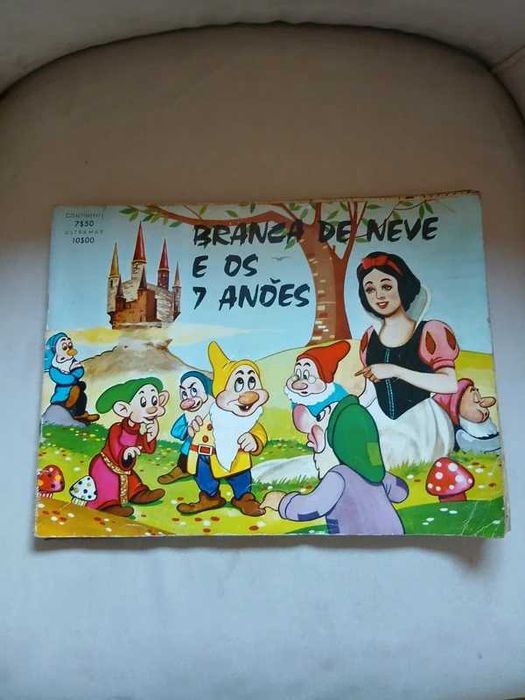 CONTINENTE
7$50
ULTRAMAR
10$00
BRANCA DE NEVE
E OS
7 ANÕES